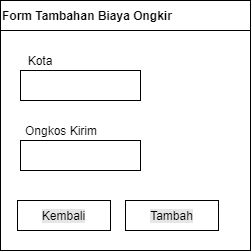 Form Tambahan Biaya Ongkir
Kota
Ongkos Kirim
Kembali
Tambah